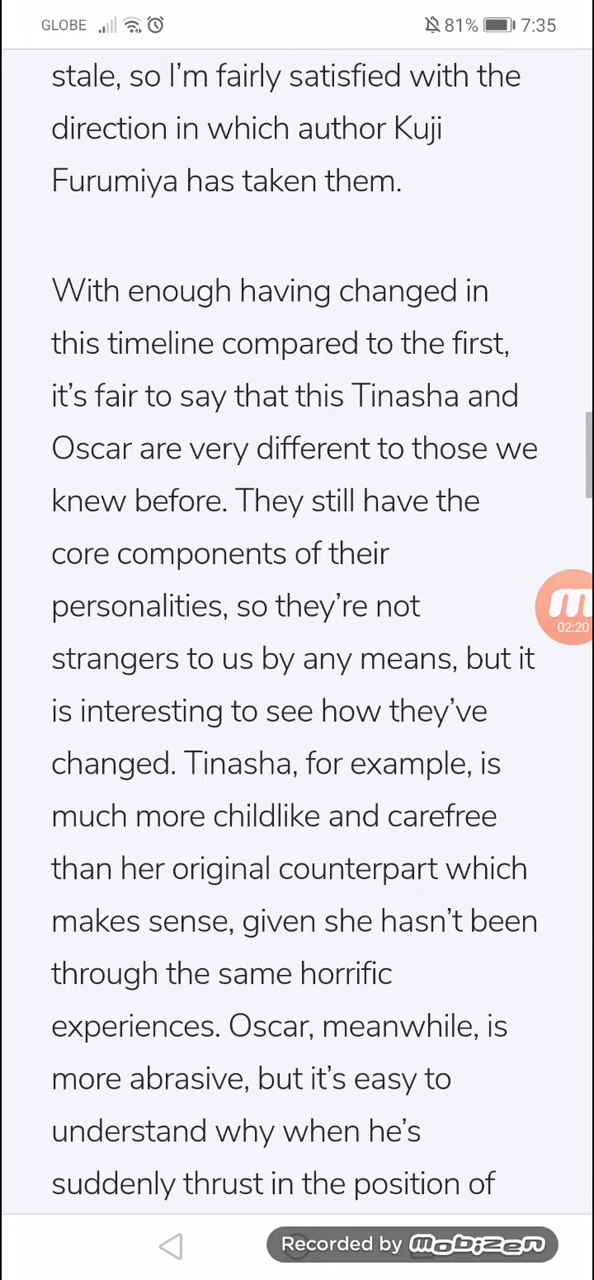 GLOBE 81% 7:35
stale, so I'm fairly satisfied with the
direction in which author Kuji
Furumiya has taken them.
With enough having changed in
this timeline compared to the first,
it's fair to say that this Tinasha and
Oscar are very different to those we
knew before. They still have the
core components of their
personalities, so they're not
strangers to us by any means, but it
is interesting to see how they've
changed. Tinasha, for example, is
much more childlike and carefree
than her original counterpart which
makes sense, given she hasn't been
through the same horrific
experiences. Oscar, meanwhile, is
more abrasive, but it's easy to
understand why when he's
suddenly thrust in the position of
m
02:20
Recorded by mobizen